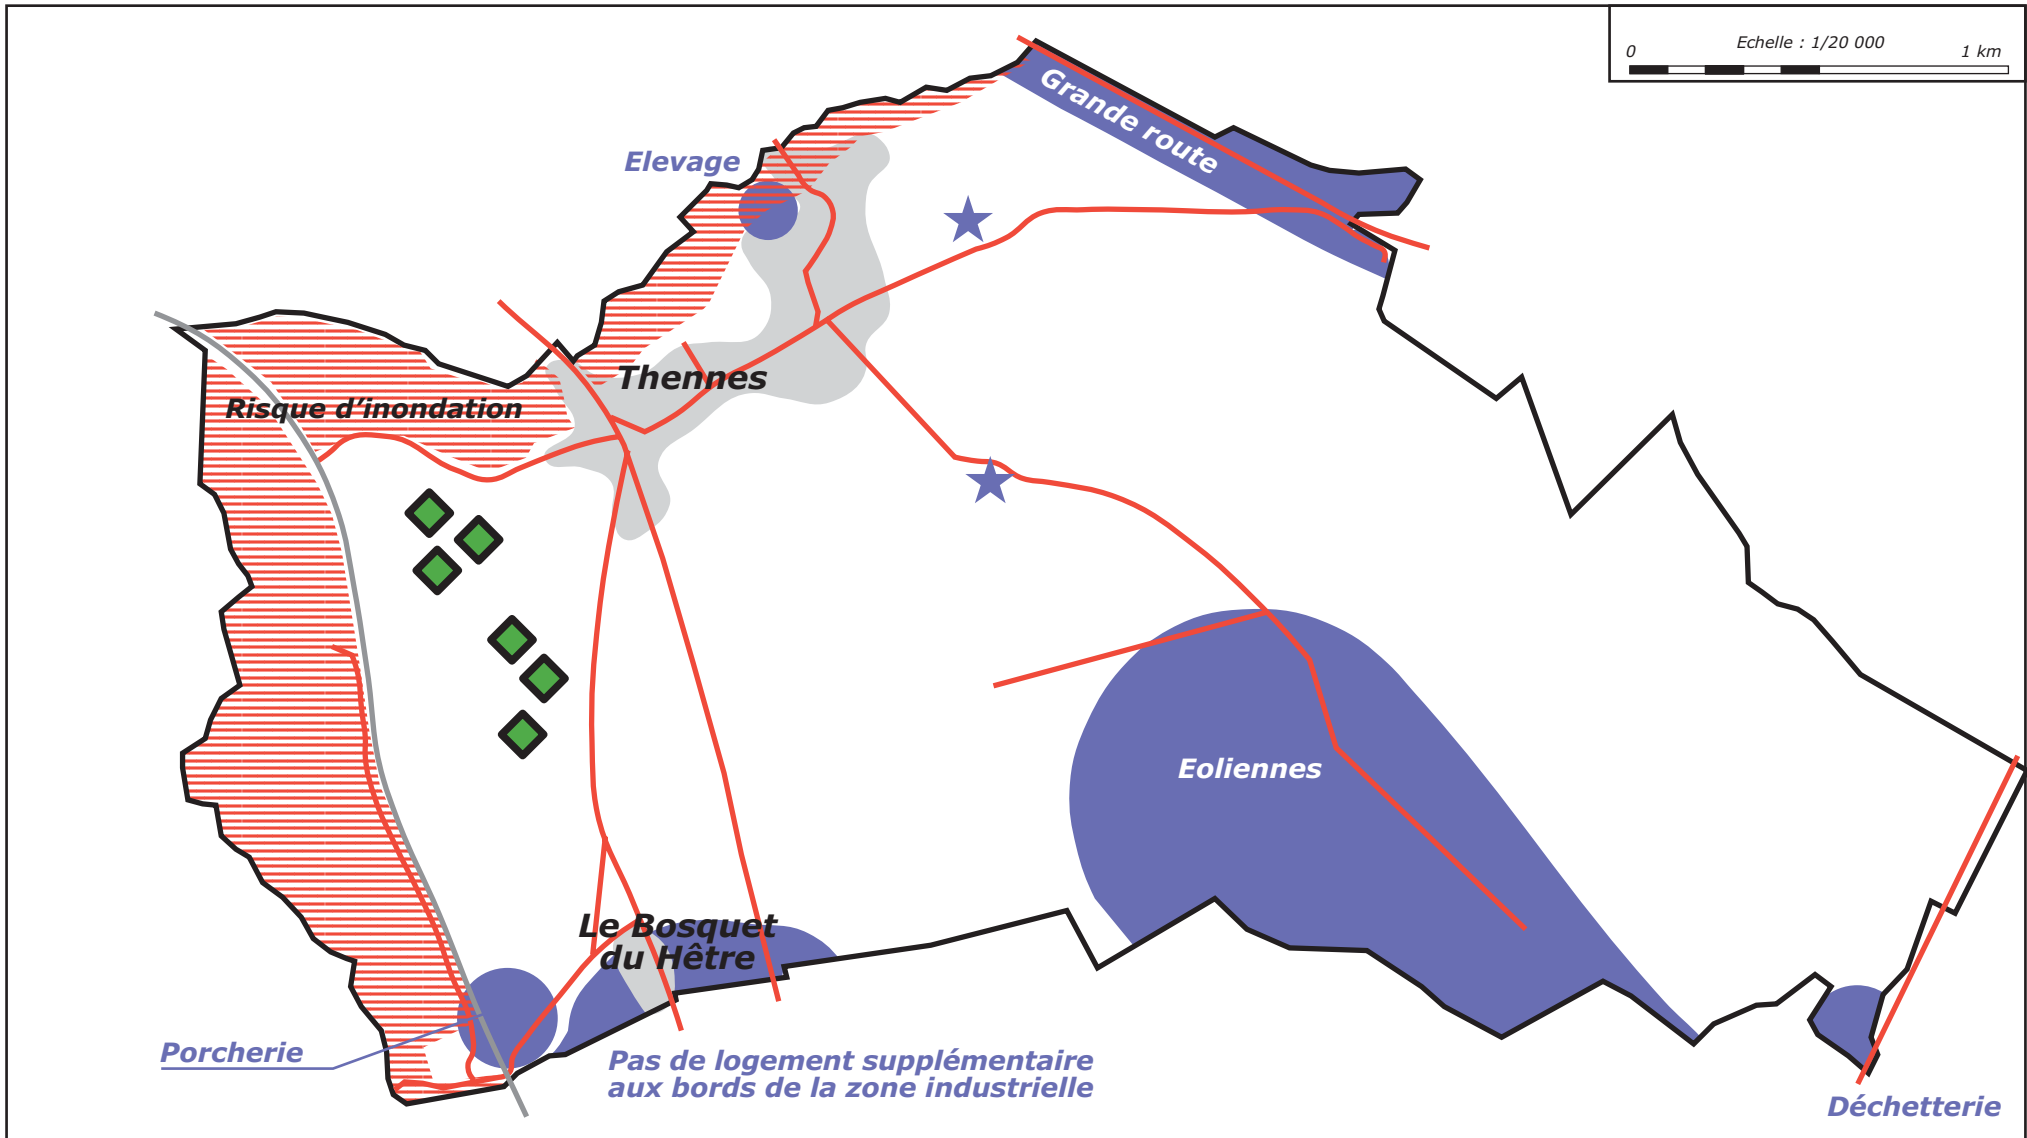 0
Echelle : 1/20 000
1 km
Grande route
Elevage
Thennes
Risque d’inondation
Eoliennes
Le Bosquet
du Hêtre
Porcherie
Pas de logement supplémentaire
aux bords de la zone industrielle
Déchetterie